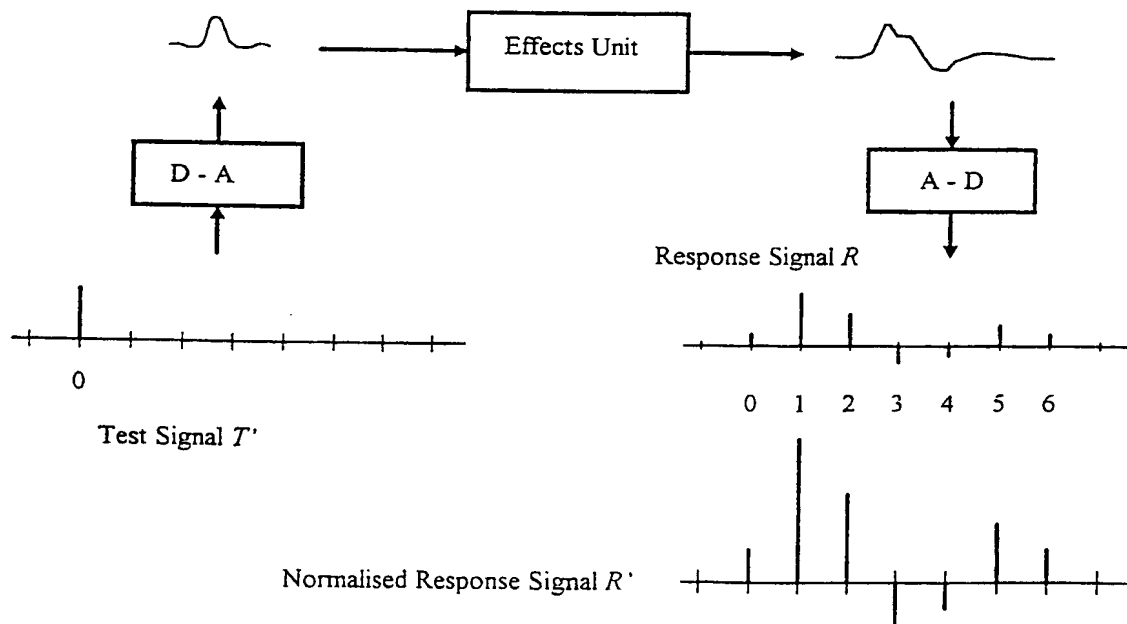 Effects Unit
D - A
A - D
Response Signal R
0
0 1 2 3 4 5 6
Test Signal T'
Normalised Response Signal R'